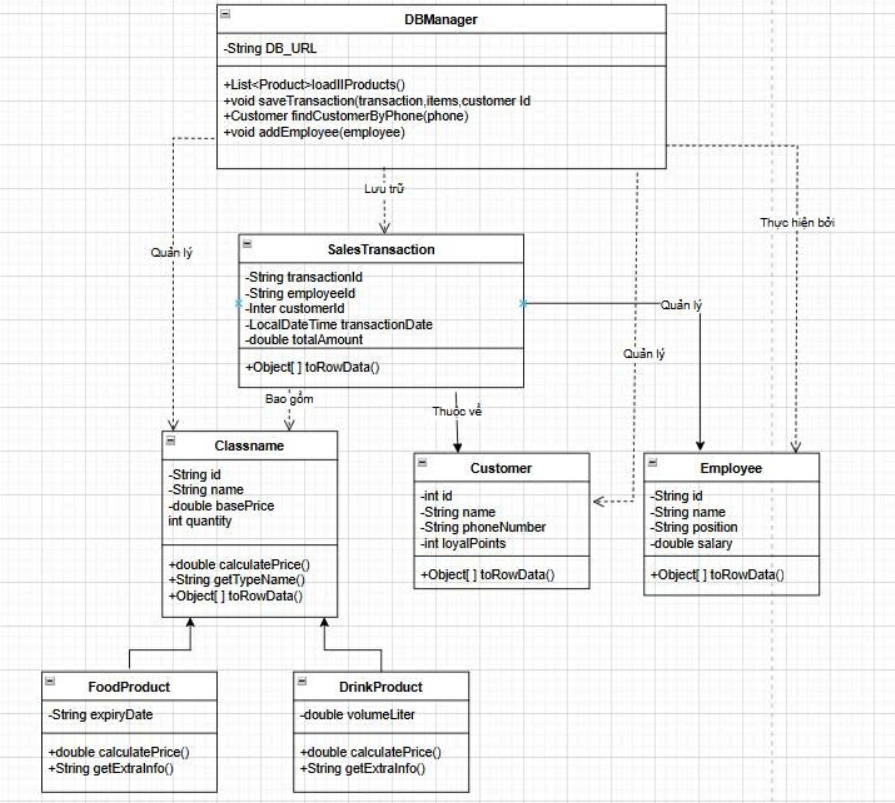 DBManager
-String DB_URL
+List<Product>loadIIProducts()
+void saveTransaction(transaction,items,customer Id
+Customer findCustomerByPhone(phone)
+void addEmployee(employee)
Lưu trữ
Thực hiện bởi
Quản lý
SalesTransaction
-String transactionId
-String employeeId
-Inter customerId
-LocalDateTime transactionDate
-double totalAmount
+Object[ ] toRowData()
Quản lý
Quản lý
Bao gồm
Thuộc về
Classname
-String id
-String name
-double basePrice
int quantity
+double calculatePrice()
+String getTypeName()
+Object[ ] toRowData()
Customer
-int id
-String name
-String phoneNumber
-int loyalPoints
+Object[ ] toRowData()
Employee
-String id
-String name
-String position
-double salary
+Object[ ] toRowData()
FoodProduct
-String expiryDate
+double calculatePrice()
+String getExtraInfo()
DrinkProduct
-double volumeLiter
+double calculatePrice()
+String getExtraInfo()